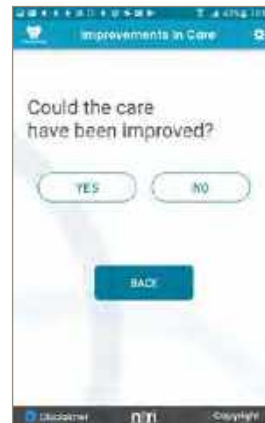 Improvements in Care
Could the care
have been improved?
YES
NO
BACK
Disclaimer
Copyright